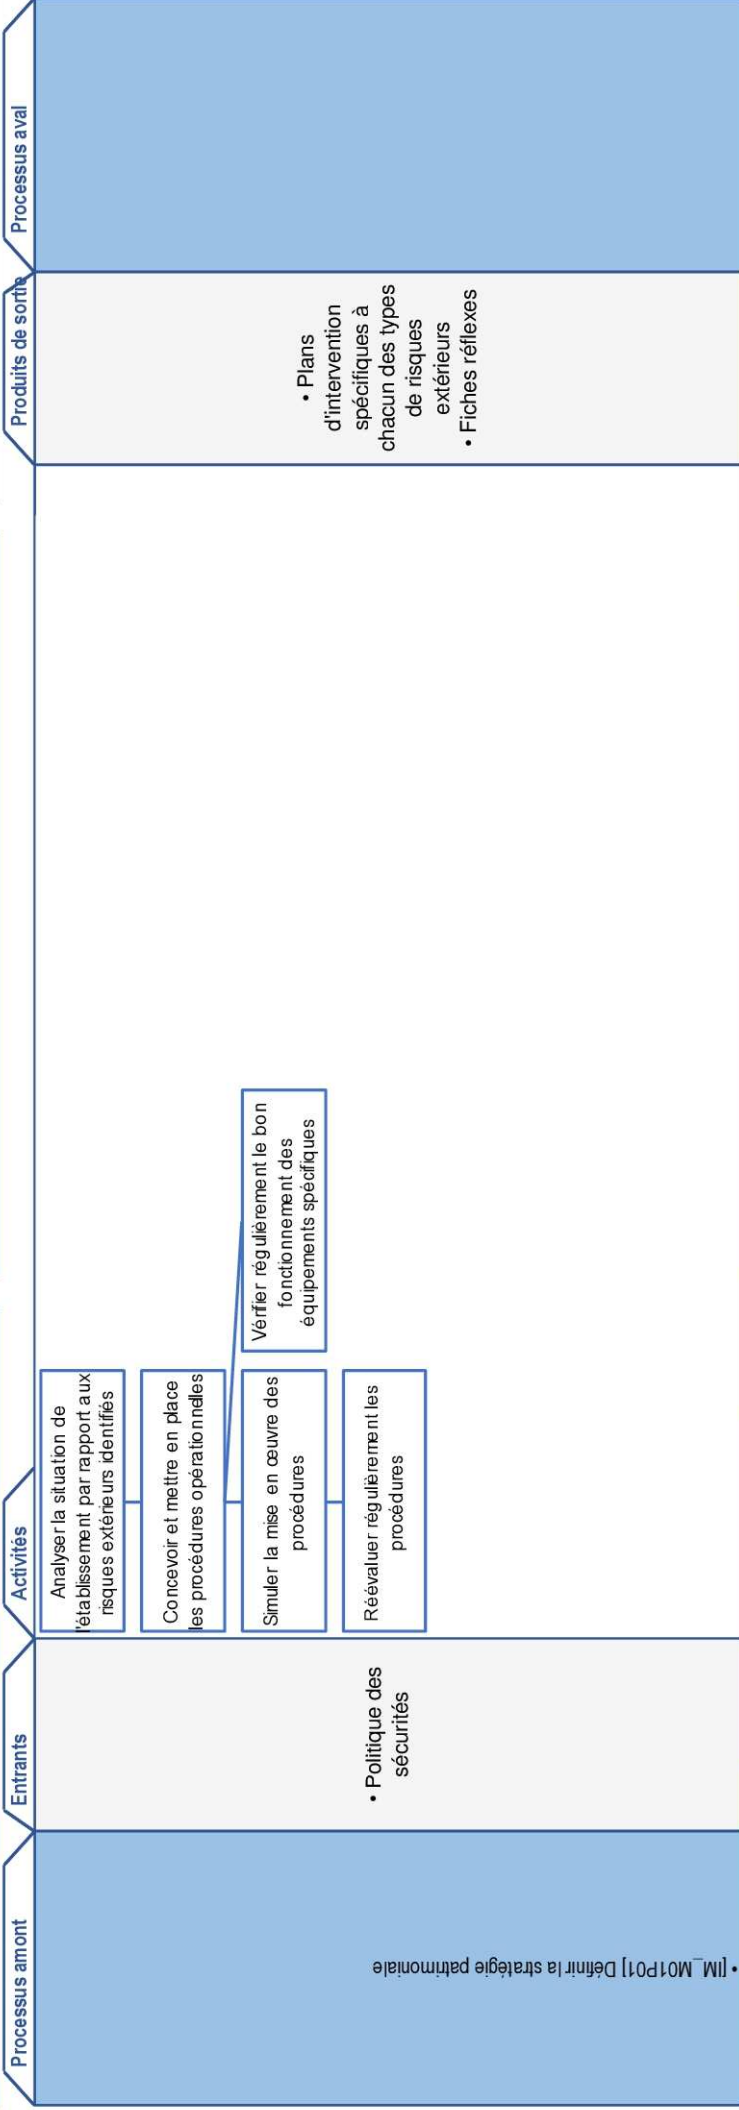 Processus amont
Entrants
Activités
Produits de sortie
Processus aval
• [IM_M01P01] Définir la stratégie patrimoniale
• Politique des
sécurités
Analyser la situation de
l'établissement par rapport aux
risques extérieurs identifiés
Concevoir et mettre en place
les procédures opérationnelles
Simuler la mise en œuvre des
procédures
Vérifier régulièrement le bon
fonctionnement des
équipements spécifiques
Réévaluer régulièrement les
procédures
• Plans
d'intervention
spécifiques à
chacun des types
de risques
extérieurs
• Fiches réflexes